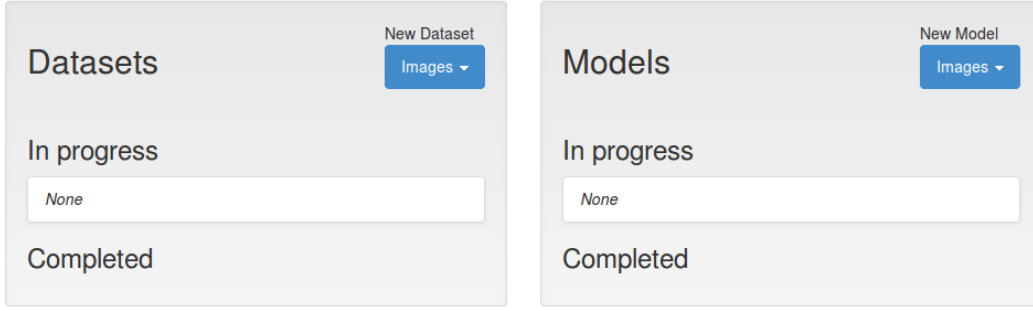 New Dataset
Datasets
Images
In progress
None
Completed
New Model
Models
Images
In progress
None
Completed